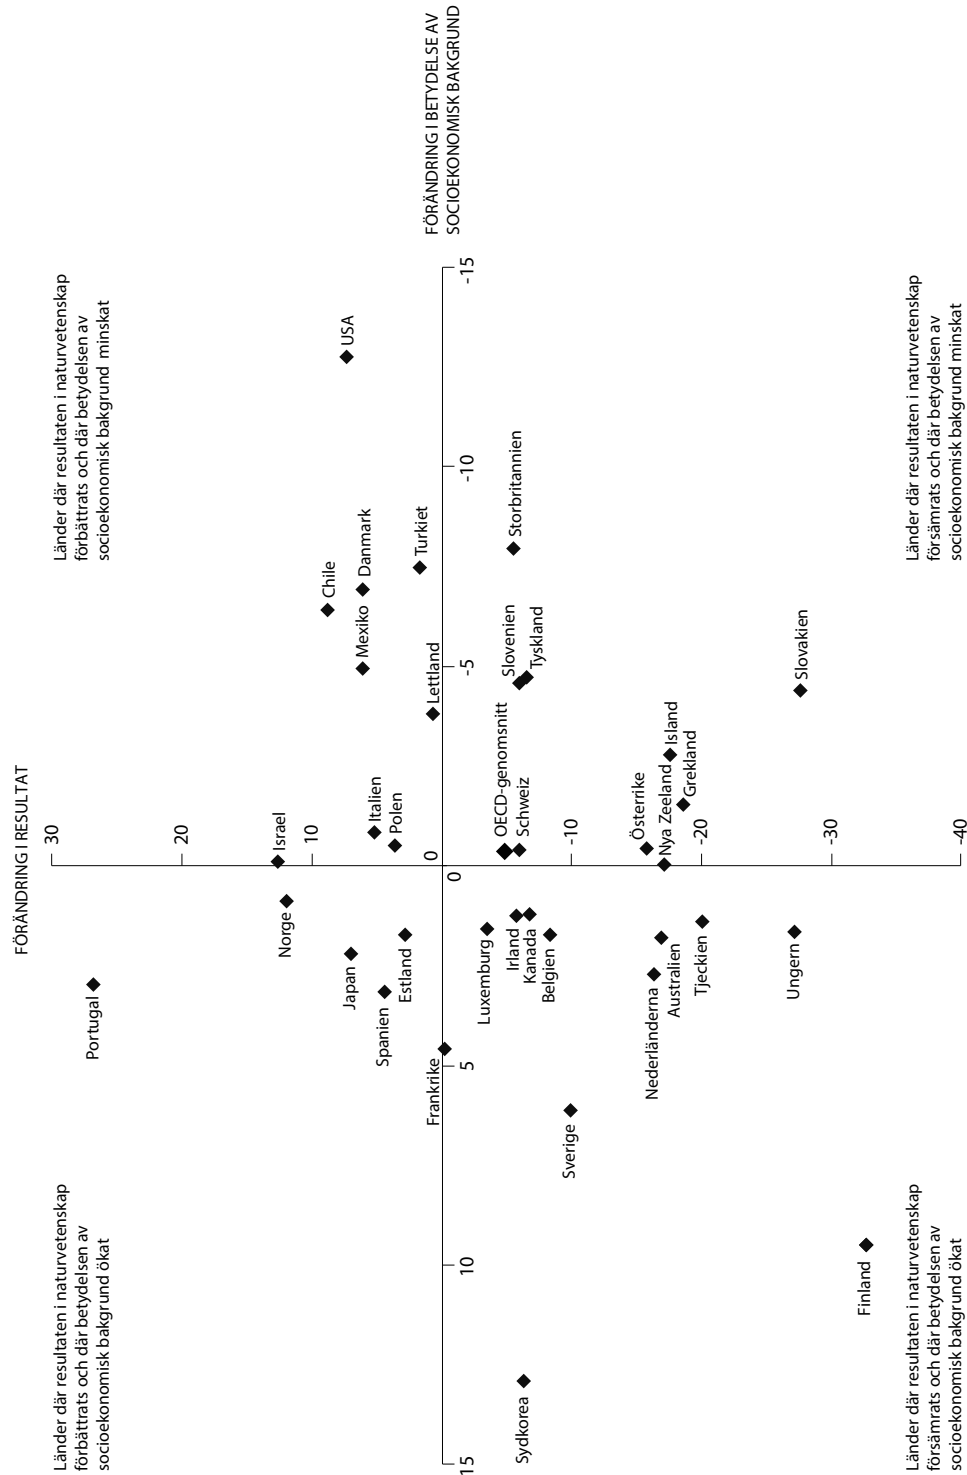 FÖRÄNDRING I RESULTAT
Länder där resultaten i naturvetenskap
förbättrats och där betydelsen av
socioekonomisk bakgrund ökat
Länder där resultaten i naturvetenskap
förbättrats och där betydelsen av
socioekonomisk bakgrund minskat
30
Portugal
20
Israel
Norge
10
Chile
USA
Japan
Mexiko
Danmark
Italien
Spanien
Polen
Estland
Turkiet
Lettland
Frankrike
0
FÖRÄNDRING I BETYDELSE AV
SOCIOEKONOMISK BAKGRUND
15
10
5
0
-5
-10
-15
Luxemburg
OECD-genomsnitt
Slovenien
Storbritannien
Irland
Schweiz
Sydkorea
Kanada
Tyskland
Belgien
Sverige
-10
Österrike
Nederländerna
Nya Zeeland
Island
Australien
Grekland
Tjeckien
-20
Ungern
Slovakien
-30
Finland
Länder där resultaten i naturvetenskap
försämrats och där betydelsen av
socioekonomisk bakgrund ökat
Länder där resultaten i naturvetenskap
försämrats och där betydelsen av
socioekonomisk bakgrund minskat
-40